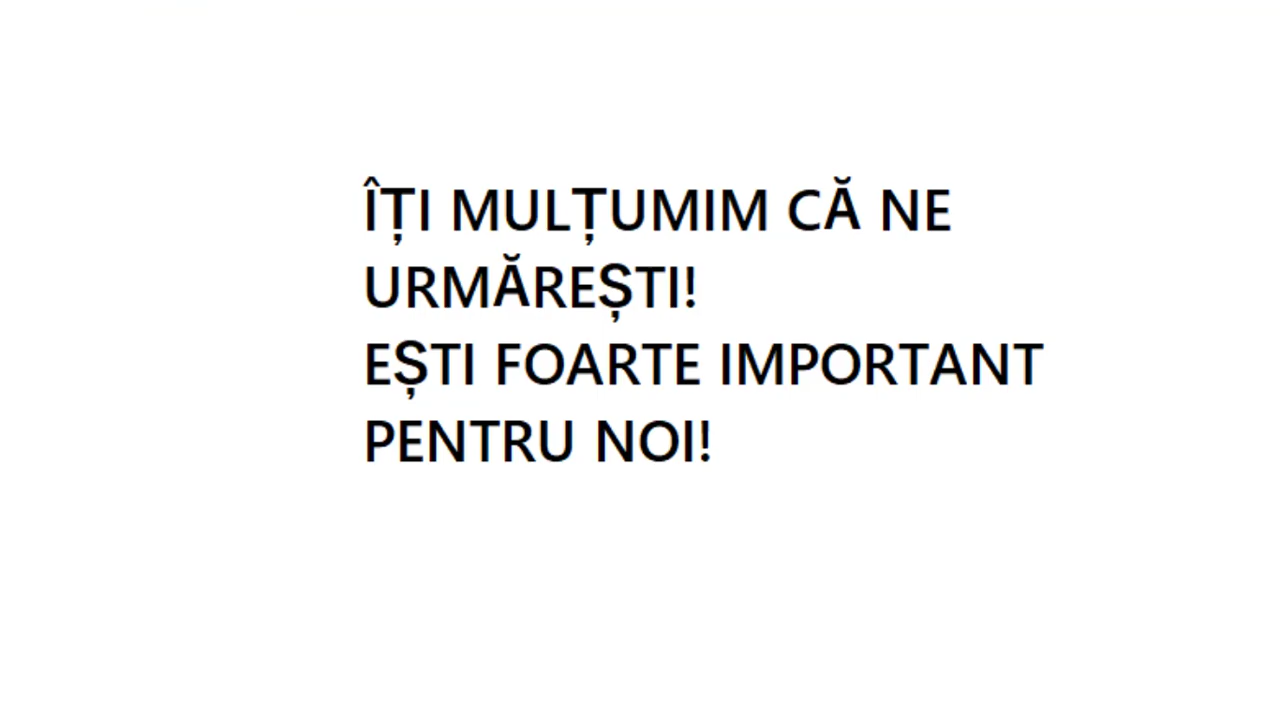 ÎȚI MULȚUMIM CĂ NE
URMĂREȘTI!
EȘTI FOARTE IMPORTANT
PENTRU NOI!